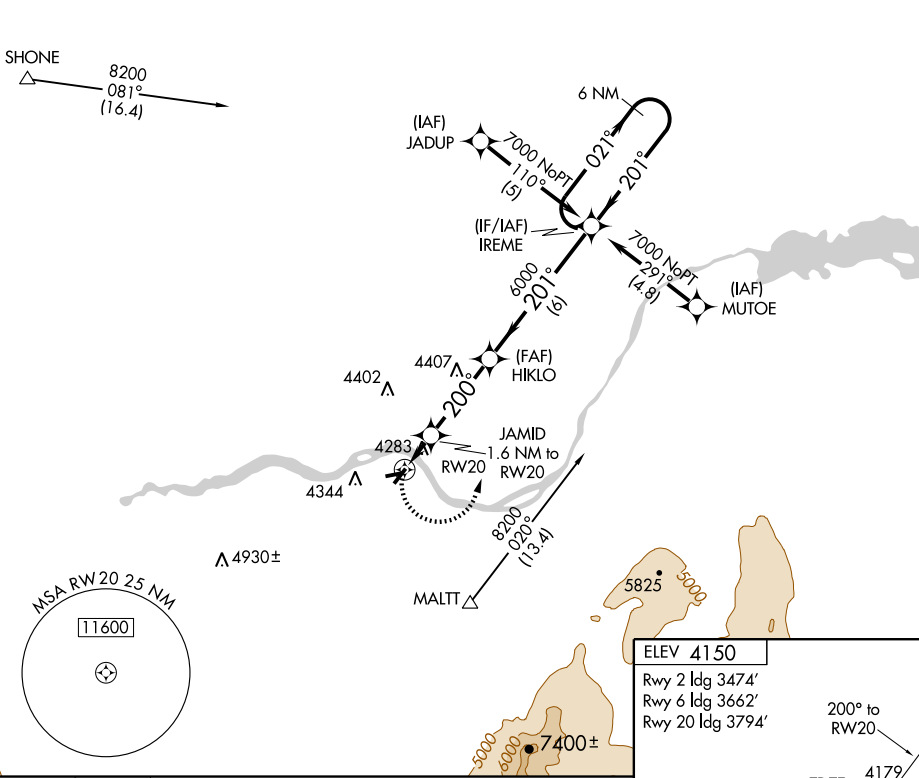 SHONE
8200
081°
(16.4)
6 NM
(IAF)
JADUP
7000 NoPT
110°
(5)
021°
201°
(IF/IAF)
IREME
7000 NoPT
291°
(4.8)
(IAF)
MUTOE
6000
201°
(6)
(FAF)
HIKLO
4407
4402
200°
JAMID
1.6 NM to
RW20
4283
RW20
4344
8200
020°
(13.4)
4930±
MALTT
MSA RW20 25 NM
11600
5825
5000
5000
6000
7400±
ELEV 4150
Rwy 2 ldg 3474'
Rwy 6 ldg 3662'
Rwy 20 ldg 3794'
200° to
RW20
4179